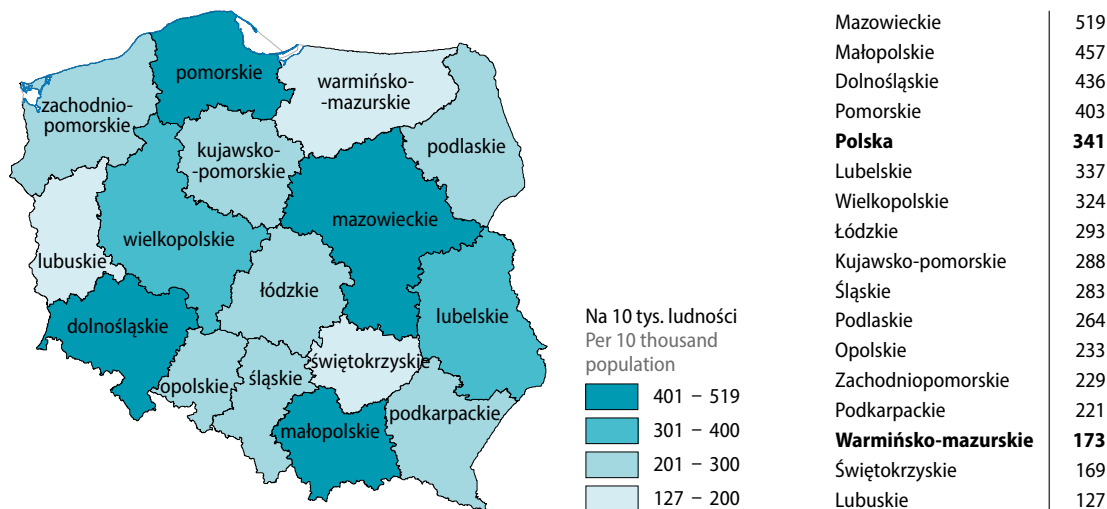 pomorskie
warmińsko-
-mazurskie
zachodnio-
pomorskie
kujawsko-
-pomorskie
podlaskie
mazowieckie
wielkopolskie
lubuskie
łódzkie
lubelskie
dolnośląskie
świętokrzyskie
opolskie
śląskie
podkarpackie
małopolskie
Na 10 tys. ludności
Per 10 thousand
population
401 – 519
301 – 400
201 – 300
127 – 200
Mazowieckie 519
Małopolskie 457
Dolnośląskie 436
Pomorskie 403
Polska 341
Lubelskie 337
Wielkopolskie 324
Łódzkie 293
Kujawsko-pomorskie 288
Śląskie 283
Podlaskie 264
Opolskie 233
Zachodniopomorskie 229
Podkarpackie 221
Warmińsko-mazurskie 173
Świętokrzyskie 169
Lubuskie 127